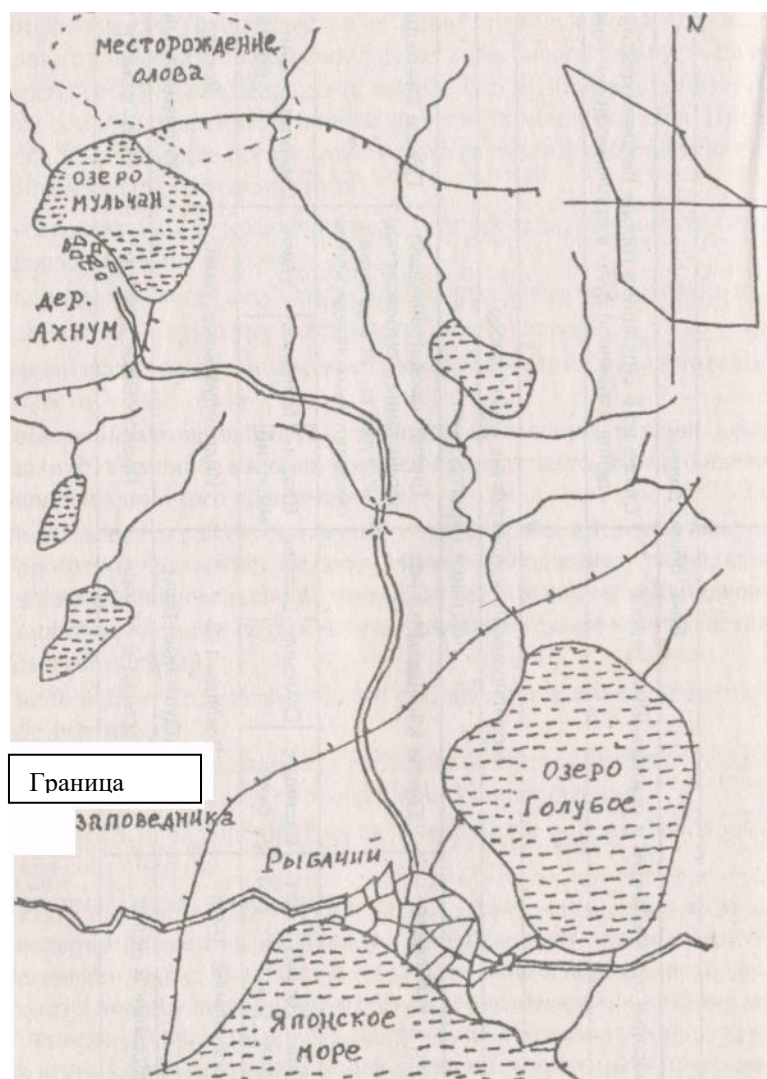 N
месторождение
олова
озеро
Мульчан
дер.
Ахнум
Граница
заповедника
Рыбачий
Озеро
Голубое
Японское
море